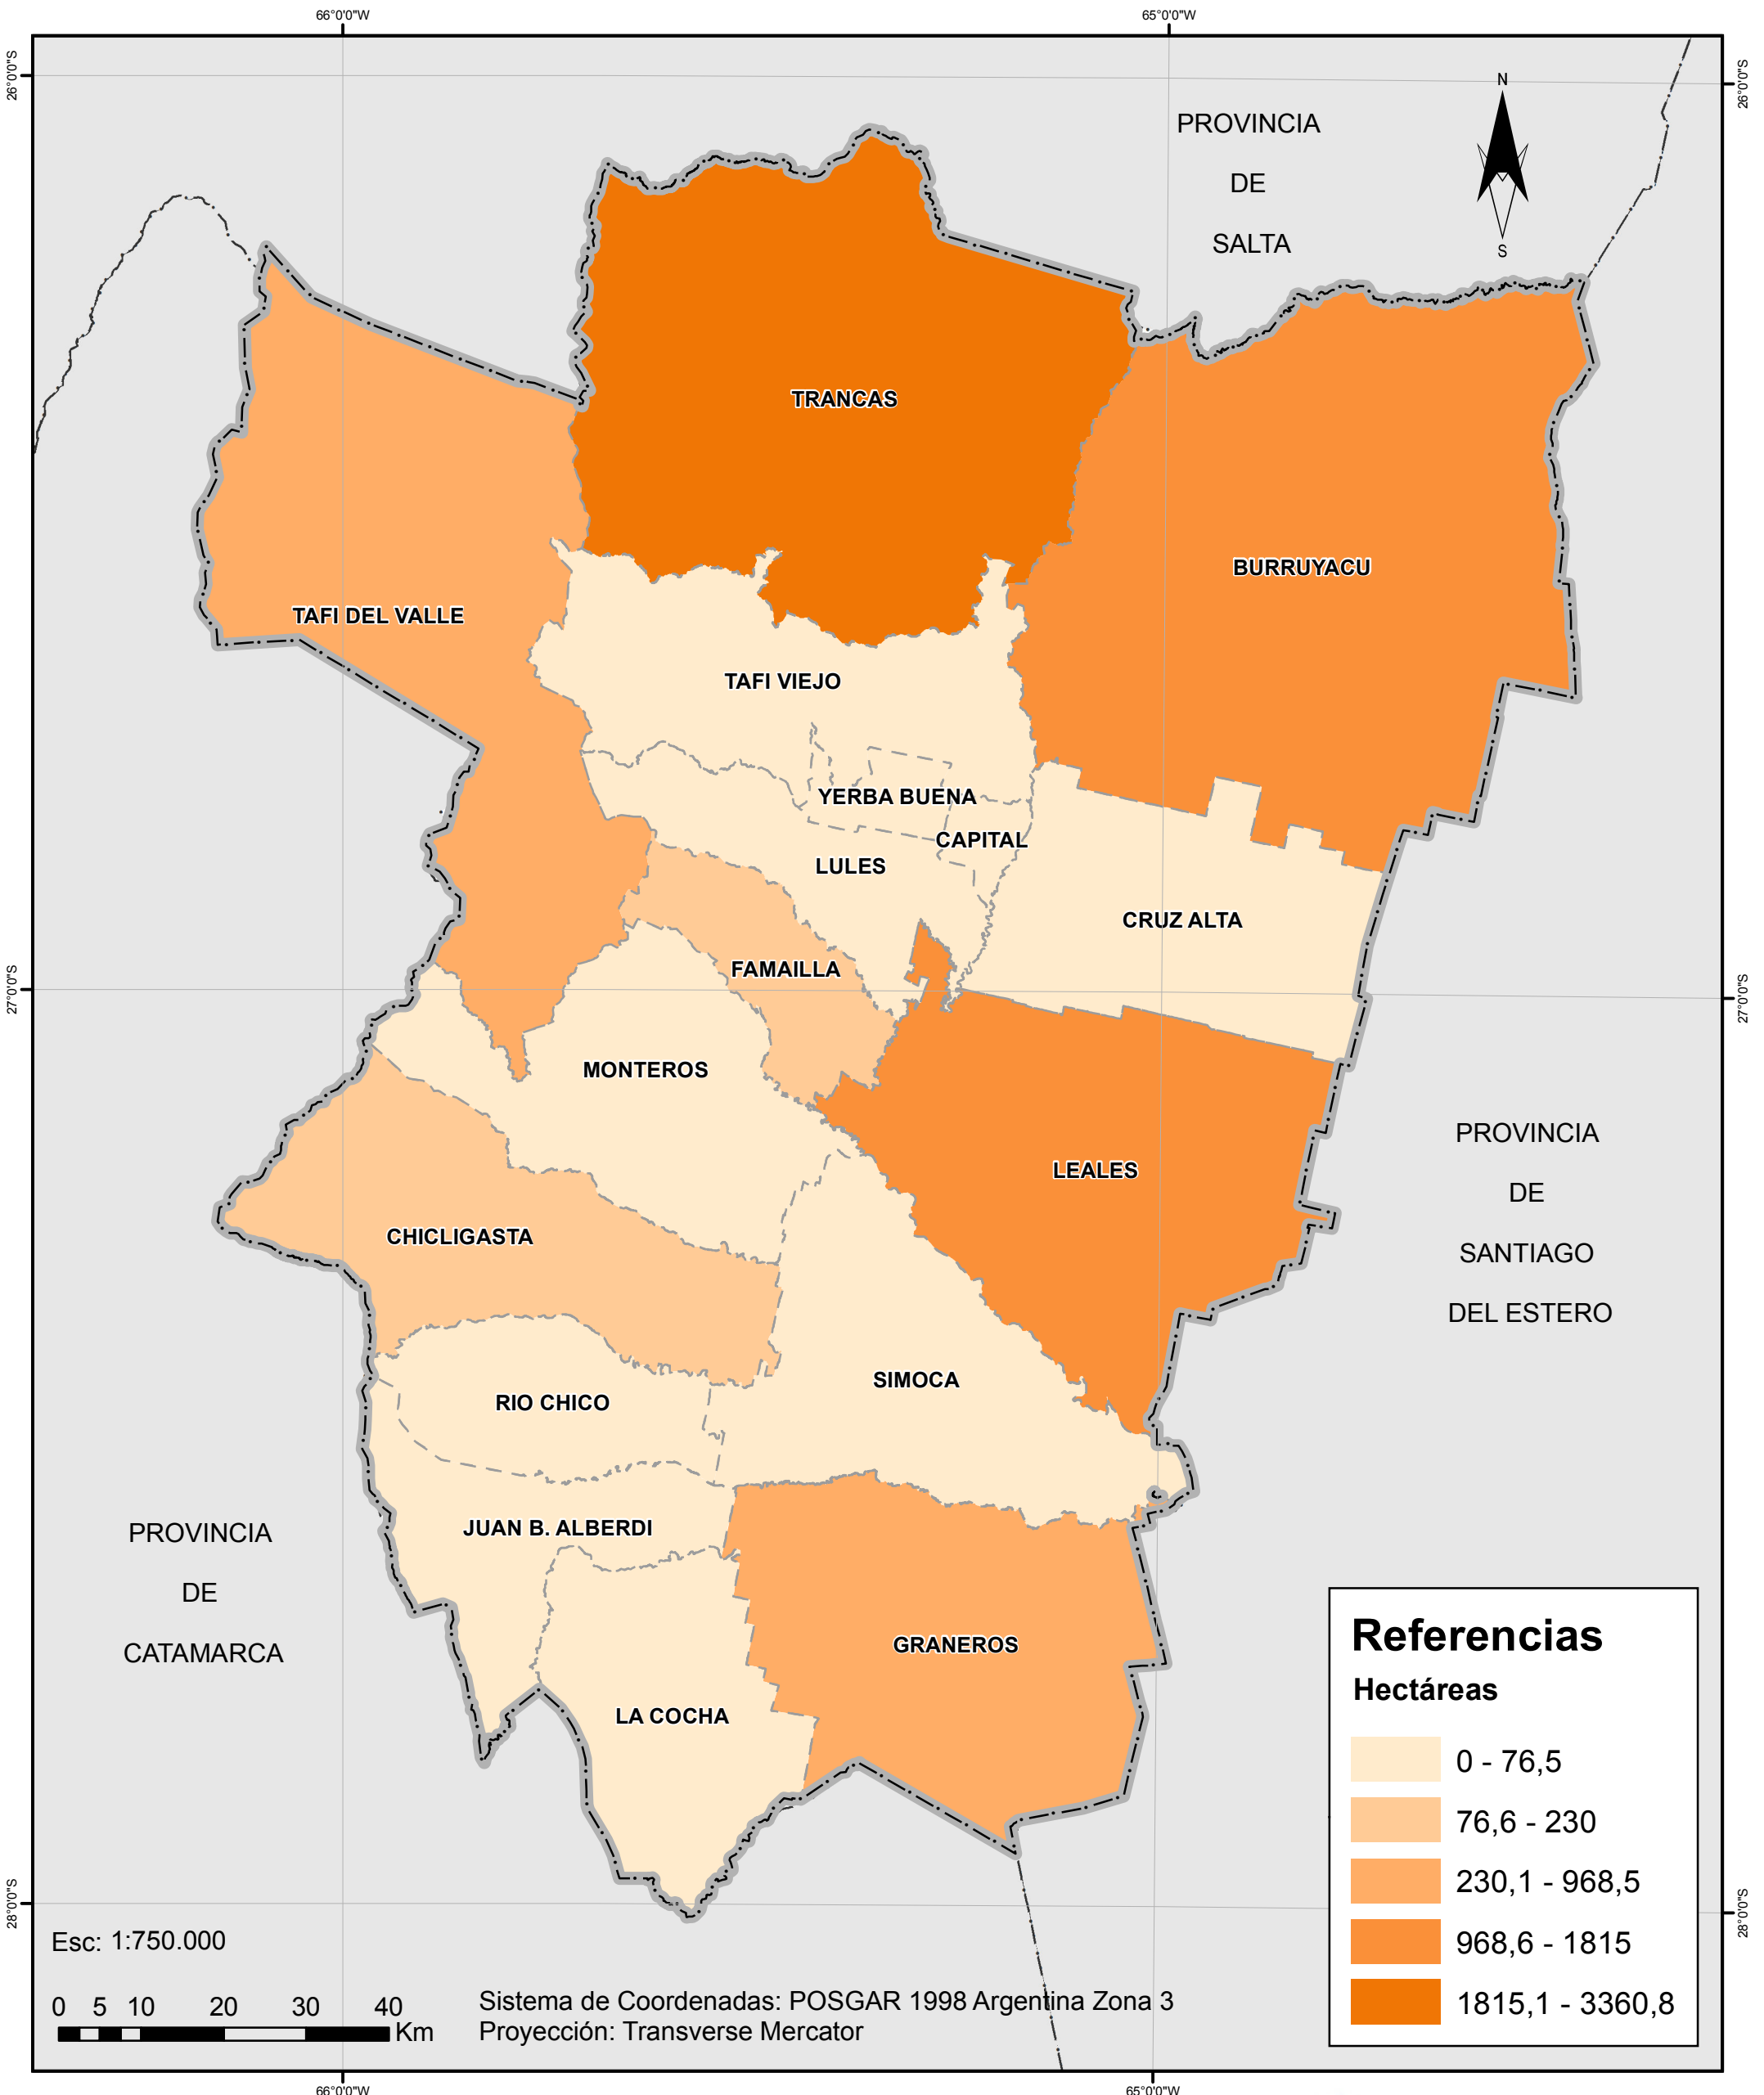 66°0'0"W
65°0'0"W
26°0'0"S
26°0'0"S
N
S
PROVINCIA
DE
SALTA
TRANCAS
BURRUYACU
TAFI DEL VALLE
TAFI VIEJO
YERBA BUENA
CAPITAL
LULES
CRUZ ALTA
FAMAILLA
27°0'0"S
27°0'0"S
MONTEROS
LEALES
PROVINCIA
DE
SANTIAGO
DEL ESTERO
CHICLIGASTA
SIMOCA
RIO CHICO
JUAN B. ALBERDI
PROVINCIA
DE
CATAMARCA
GRANEROS
LA COCHA
Referencias
Hectáreas
0 - 76,5
76,6 - 230
230,1 - 968,5
968,6 - 1815
1815,1 - 3360,8
28°0'0"S
28°0'0"S
Esc: 1:750.000
0 5 10 20 30 40
Km
Sistema de Coordenadas: POSGAR 1998 Argentina Zona 3
Proyección: Transverse Mercator
66°0'0"W
65°0'0"W